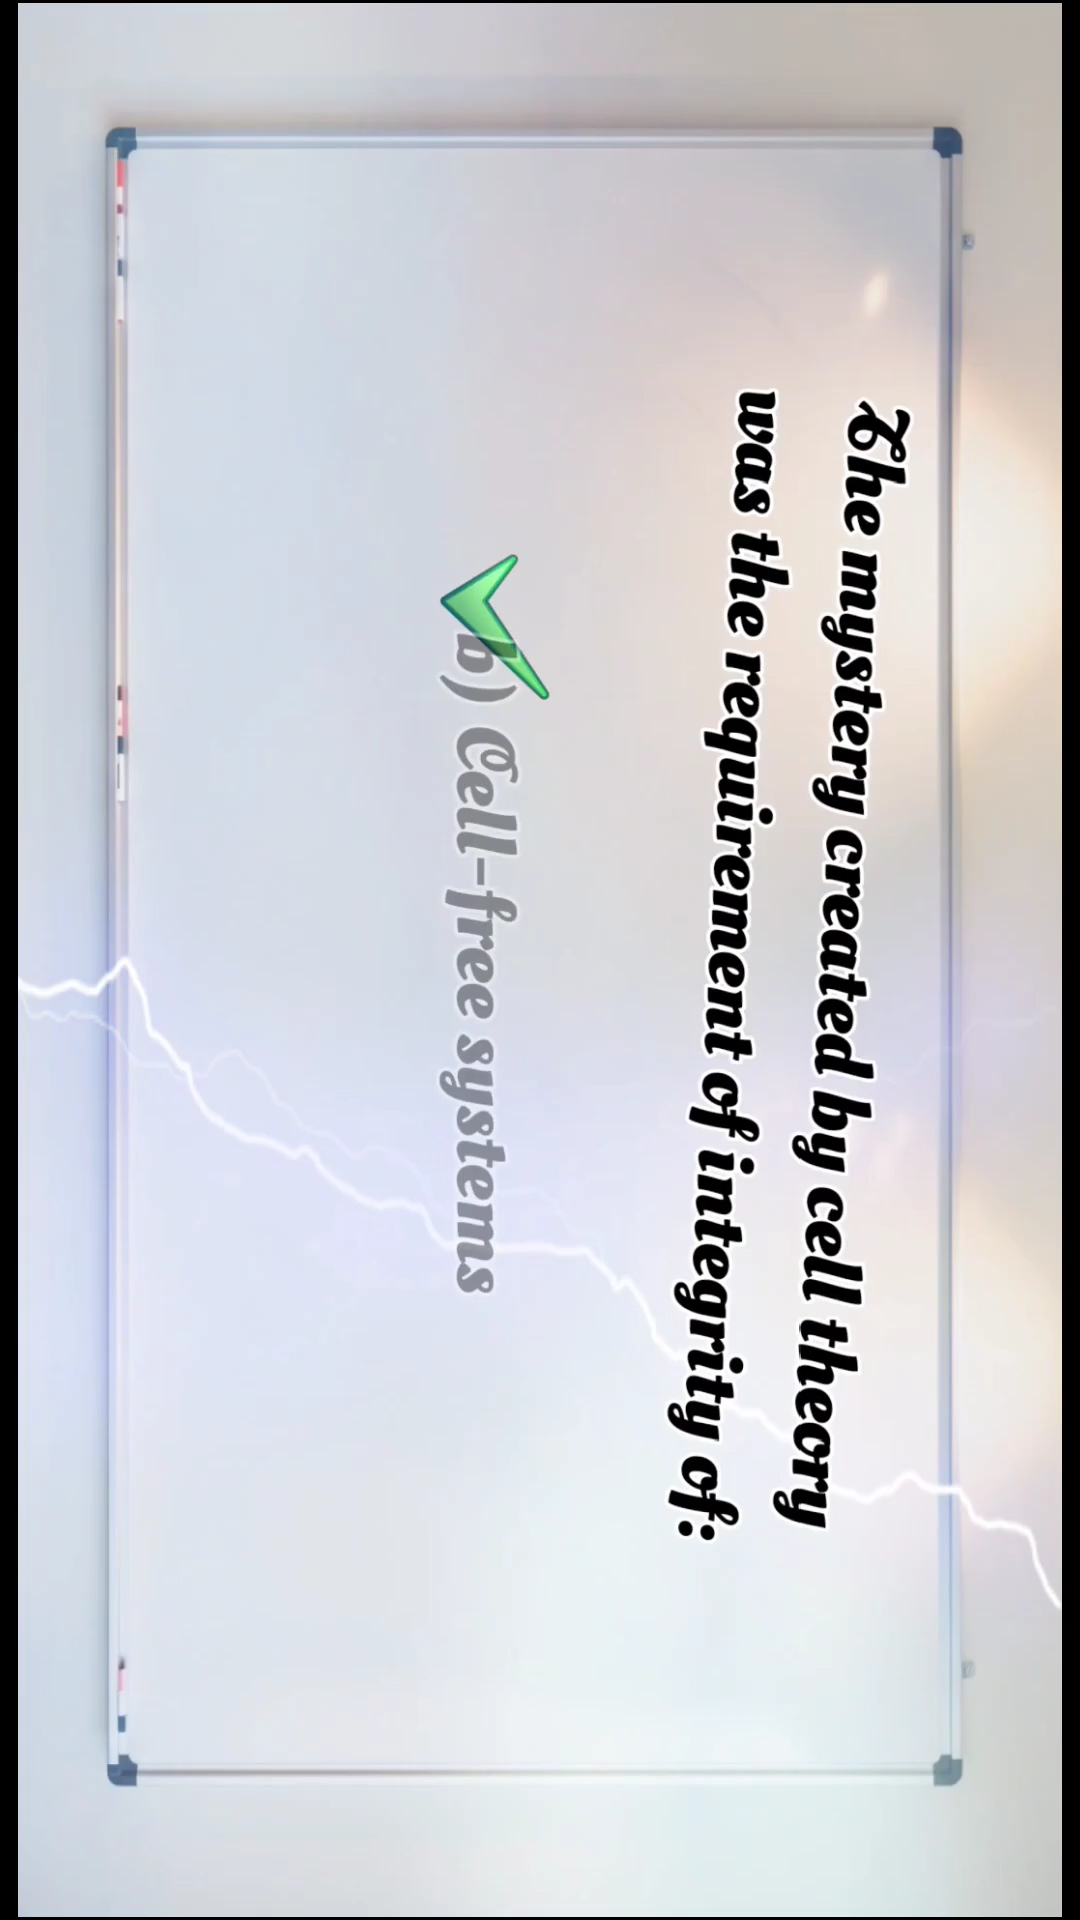 The mystery created by cell theory
was the requirement of integrity of:
b) Cell-free systems